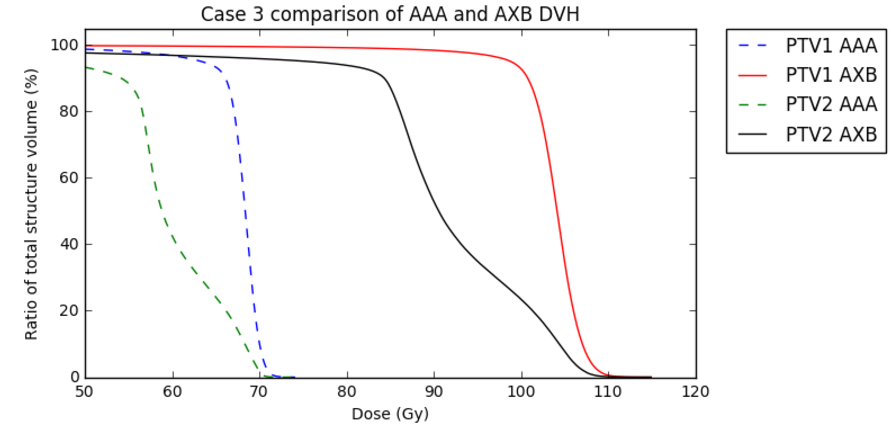 Case 3 comparison of AAA and AXB DVH
PTV1 AAA
PTV1 AXB
PTV2 AAA
PTV2 AXB
Ratio of total structure volume (%)
100
80
60
40
20
0
50 60 70 80 90 100 110 120
Dose (Gy)